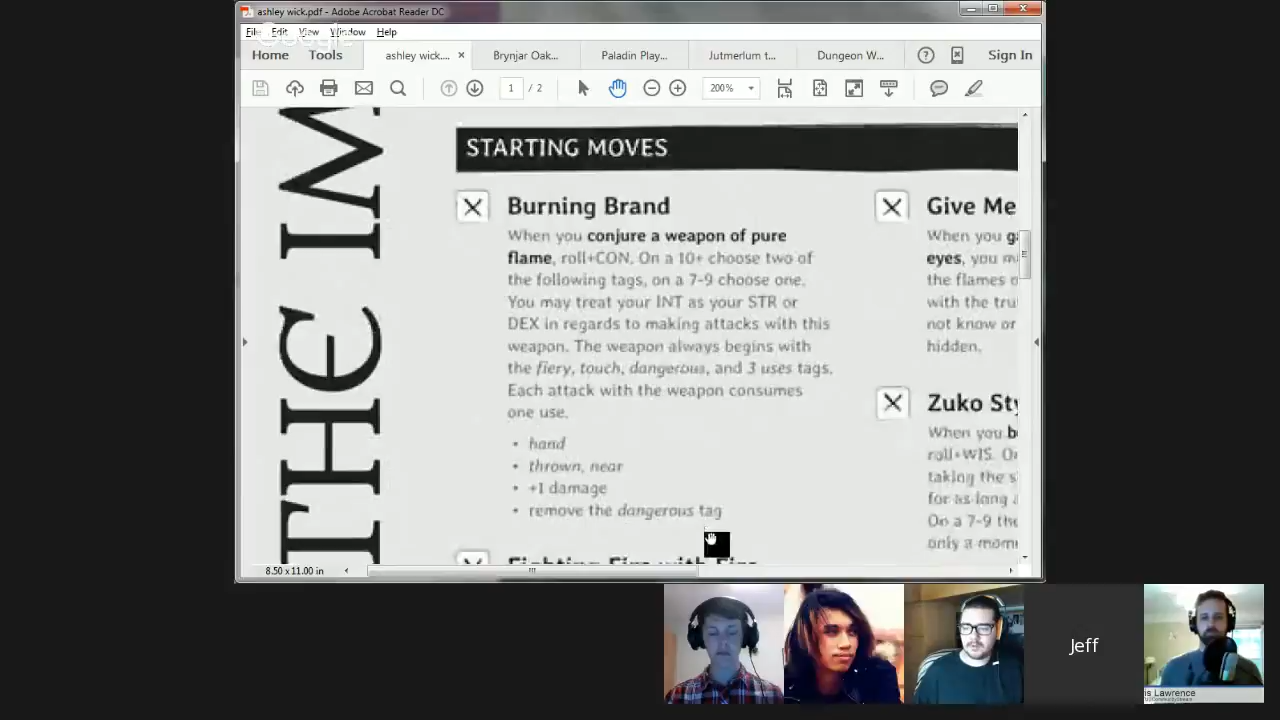 ashley wick.pdf - Adobe Acrobat Reader DC
File Edit View Window Help
Google
Home Tools ashley wick.... × Brynjar Oak... Paladin Play... Jutmerlum t... Dungeon W... Sign In
1 / 2 200%
THE IM
STARTING MOVES
Burning Brand
When you conjure a weapon of pure
flame, roll+CON. On a 10+ choose two of
the following tags, on a 7-9 choose one.
You may treat your INT as your STR or
DEX in regards to making attacks with this
weapon. The weapon always begins with
the fiery, touch, dangerous, and 3 uses tags.
Each attack with the weapon consumes
one use.
• hand
• thrown, near
• +1 damage
• remove the dangerous tag
Fighting Fire with Fire
Give Me
When you
eyes, you
the flames
with the
not know or
hidden.
Zuko
When you
roll+WIS.
taking the
for as long
On a 7-9
only a
8.50 x 11.00 in
Jeff
is Lawrence